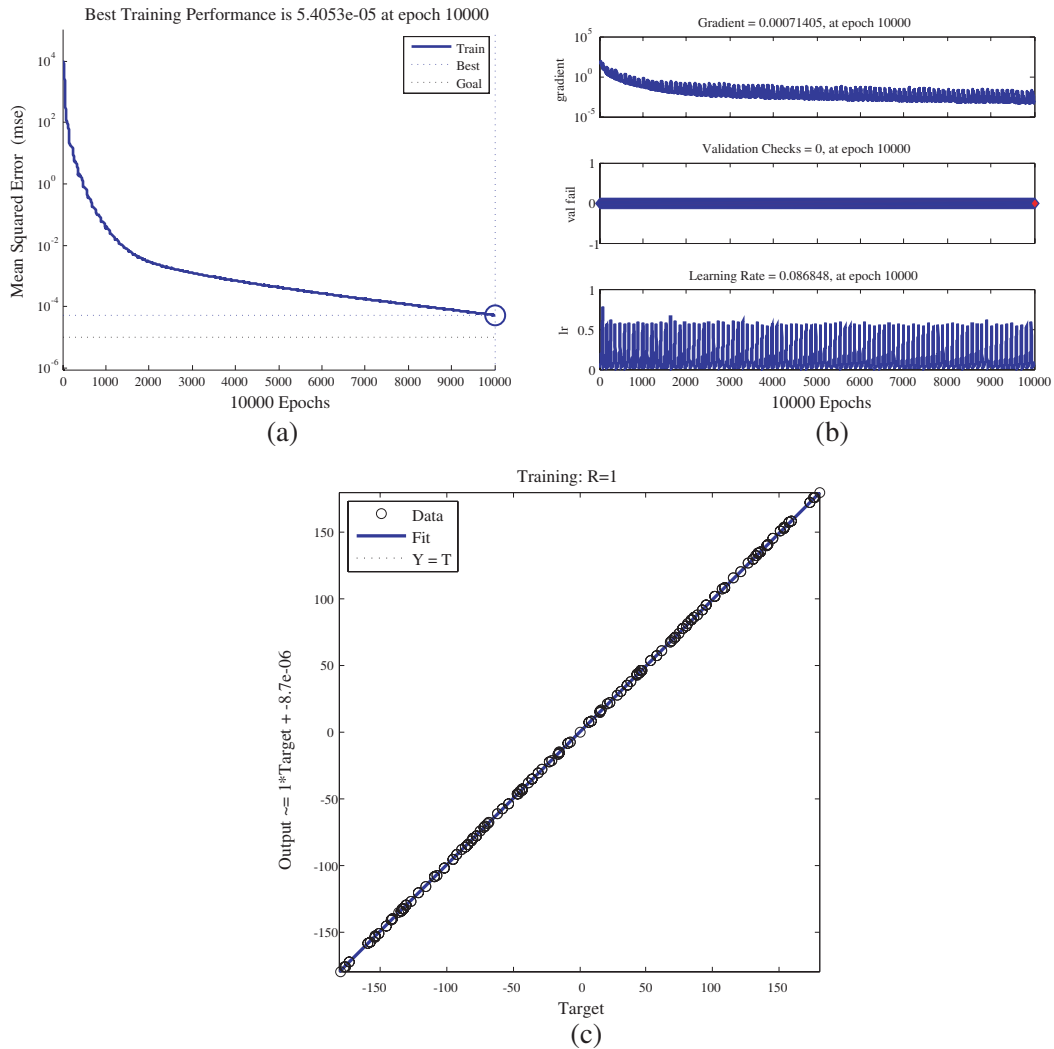 Best Training Performance is 5.4053e-05 at epoch 10000
Mean Squared Error (mse)
10^4
10^2
10^0
10^-2
10^-4
10^-6
Train
Best
Goal
0 1000 2000 3000 4000 5000 6000 7000 8000 9000 10000
10000 Epochs
(a)
Gradient = 0.00071405, at epoch 10000
gradient
10^5
10^0
10^-5
Validation Checks = 0, at epoch 10000
val fail
1
0
-1
Learning Rate = 0.086848, at epoch 10000
lr
1
0.5
0
0 1000 2000 3000 4000 5000 6000 7000 8000 9000 10000
10000 Epochs
(b)
Training: R=1
Output ~= 1*Target + -8.7e-06
Data
Fit
Y = T
150
100
50
0
-50
-100
-150
-150 -100 -50 0 50 100 150
Target
(c)